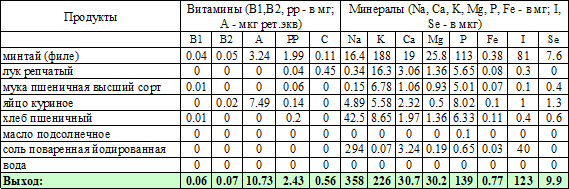 Продукты Витамины (B1,B2, рр - в мг; Минералы (Na, Ca, K, Mg, P, Fe - в мг; I,
А - мкг рет.экв) Se - в мкг)
B1 B2 A PP C Na K Ca Mg P Fe I Se
минтай (филе) 0.04 0.05 3.24 1.99 0.11 16.4 188 19 25.8 113 0.38 81 7.6
лук репчатый 0 0 0 0.04 0.45 0.34 16.3 3.06 1.36 5.65 0.08 0.3 0
мука пшеничная высший сорт 0.01 0 0 0.06 0 0.15 6.78 1.06 0.93 5.01 0.07 0.1 0.4
яйцо куриное 0 0.02 7.49 0.14 0 4.89 5.58 2.32 0.5 8.02 0.1 1 1.3
хлеб пшеничный 0.01 0 0 0.2 0 42.5 8.65 1.97 1.36 6.33 0.11 0.4 0.6
масло подсолнечное 0 0 0 0 0 0 0 0 0 0.1 0 0 0
соль поваренная йодированная 0 0 0 0 0 294 0.07 3.24 0.19 0.65 0.03 40 0
вода 0 0 0 0 0 0 0 0 0 0 0 0 0
Выход: 0.06 0.07 10.73 2.43 0.56 358 226 30.7 30.2 139 0.77 123 9.9